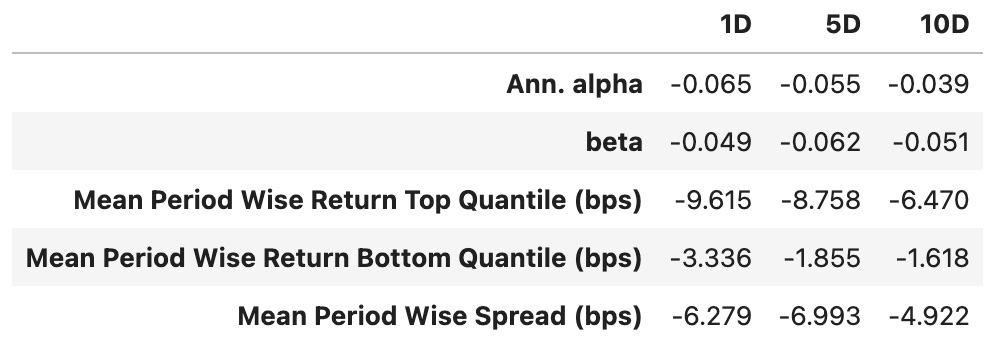 1D 5D 10D
Ann. alpha -0.065 -0.055 -0.039
beta -0.049 -0.062 -0.051
Mean Period Wise Return Top Quantile (bps) -9.615 -8.758 -6.470
Mean Period Wise Return Bottom Quantile (bps) -3.336 -1.855 -1.618
Mean Period Wise Spread (bps) -6.279 -6.993 -4.922